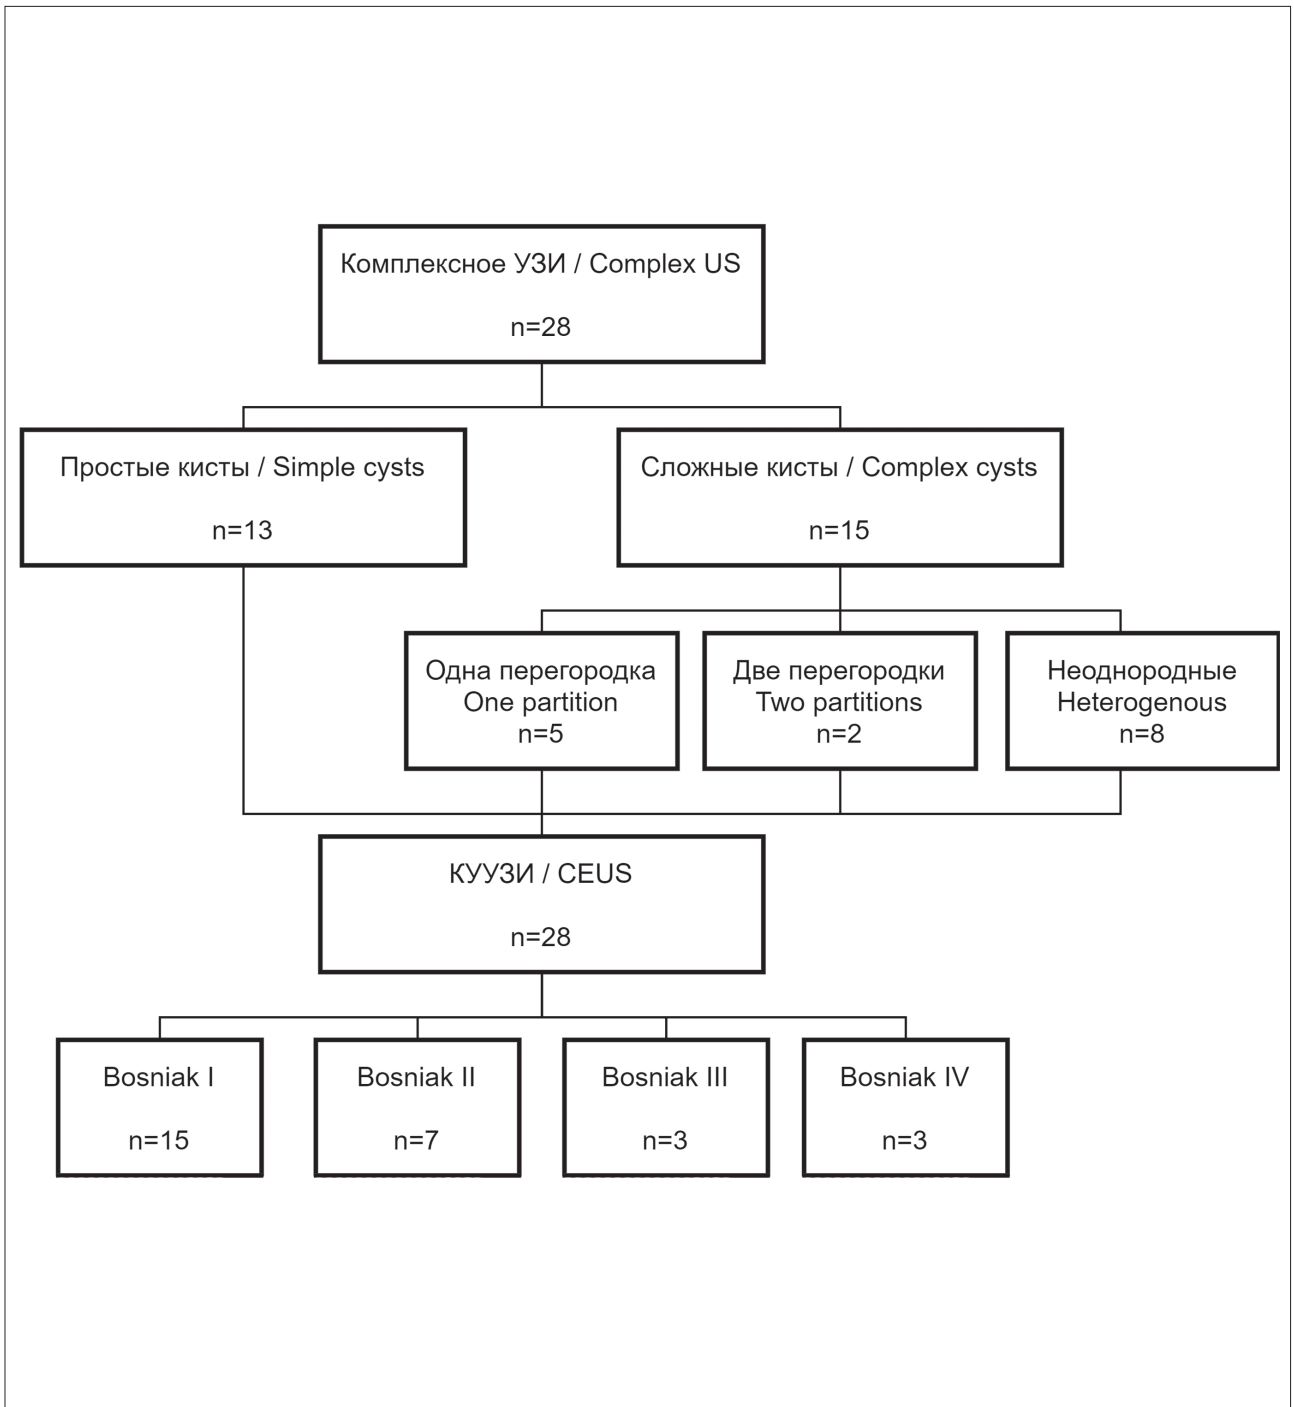 Комплексное УЗИ / Complex US
n=28
Простые кисты / Simple cysts
n=13
Сложные кисты / Complex cysts
n=15
Одна перегородка
One partition
n=5
Две перегородки
Two partitions
n=2
Неоднородные
Heterogenous
n=8
КУУЗИ / CEUS
n=28
Bosniak I
n=15
Bosniak II
n=7
Bosniak III
n=3
Bosniak IV
n=3